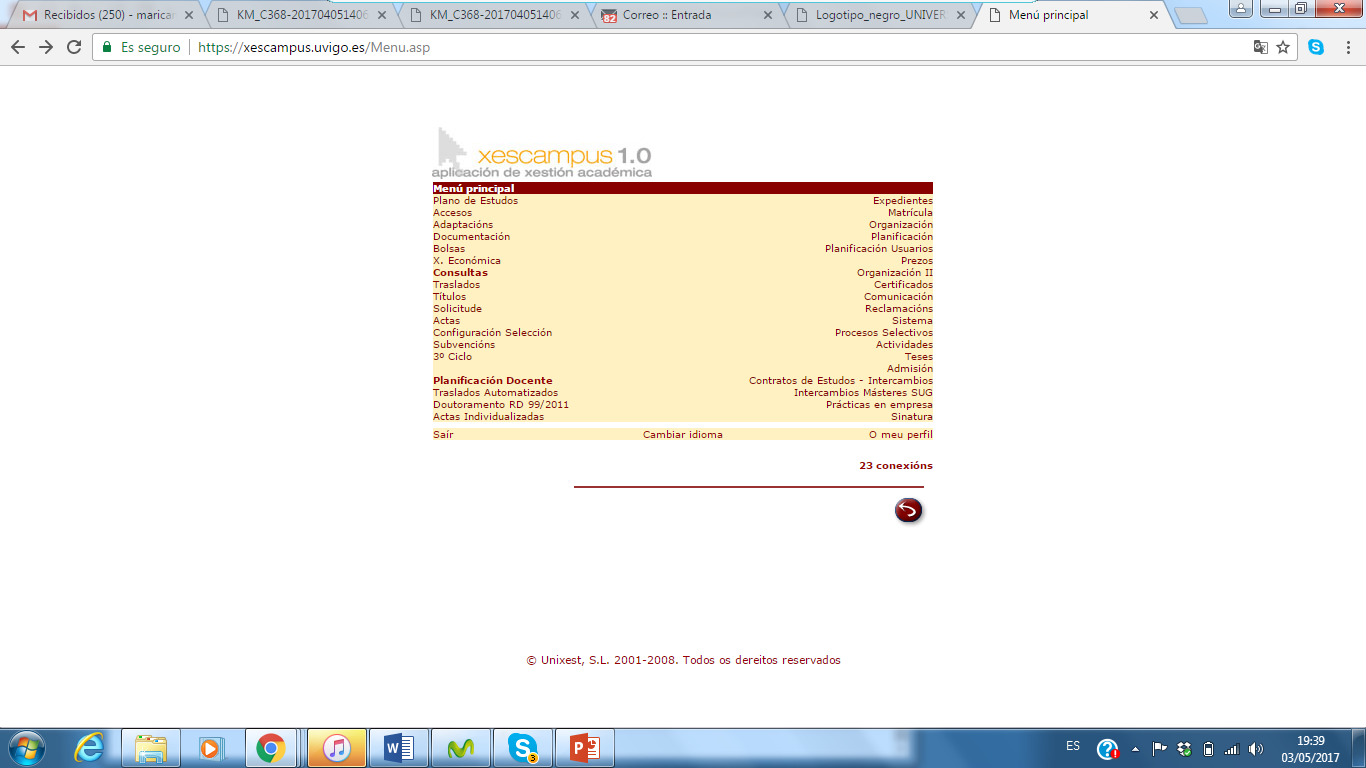 Recibidos (250) - maricar
KM_C368-20170405140
KM_C368-20170405140
82 Correo :: Entrada
Logotipo_negro_UNIVER
Menú principal
Es seguro https://xescampus.uvigo.es/Menu.asp
xescampus 1.0
aplicación de xestión académica
Menú principal
Plano de Estudos Expedientes
Accesos Matrícula
Adaptacións Organización
Documentación Planificación
Bolsas Planificación Usuarios
X. Económica Prezos
Consultas Organización II
Traslados Certificados
Títulos Comunicación
Solicitude Reclamacións
Actas Sistema
Configuración Selección Procesos Selectivos
Subvencións Actividades
3º Ciclo Teses
Admisión
Planificación Docente Contratos de Estudos - Intercambios
Traslados Automatizados Intercambios Másteres SUG
Doutoramento RD 99/2011 Prácticas en empresa
Actas Individualizadas Sinatura
Saír Cambiar idioma O meu perfil
23 conexións
© Unixest, S.L. 2001-2008. Todos os dereitos reservados
3
ES
19:39
03/05/2017